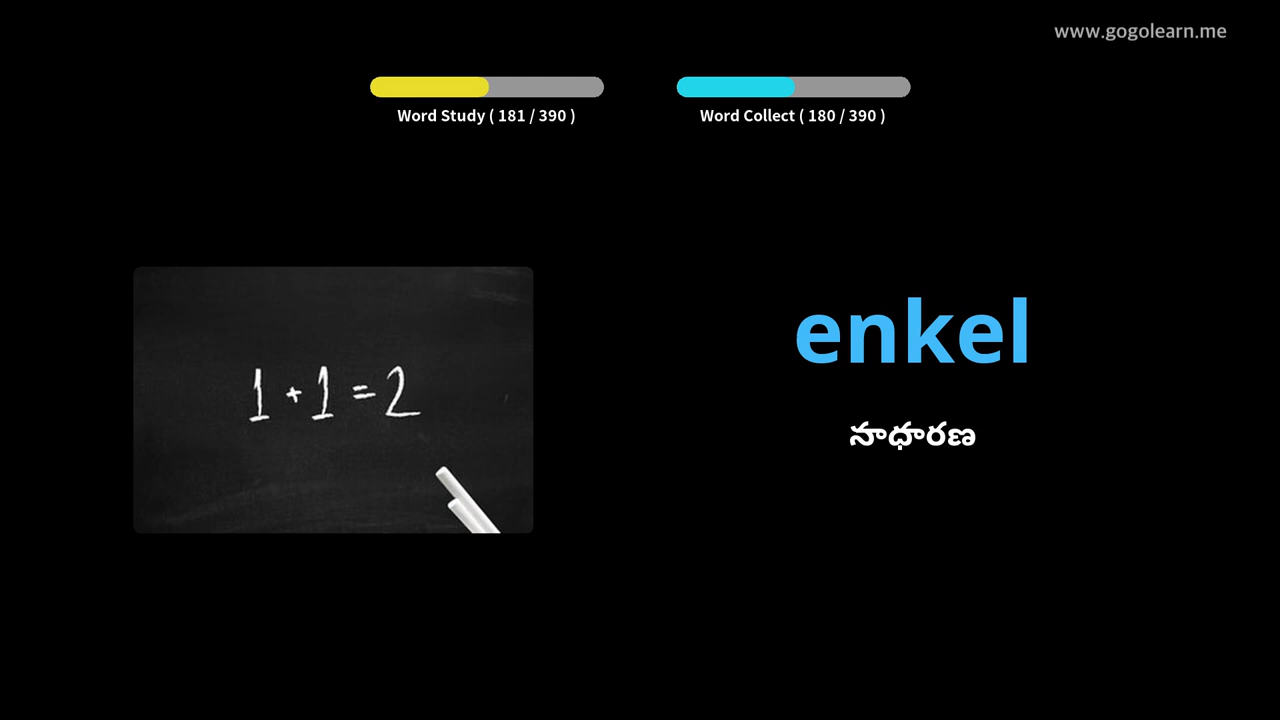 www.gogolearn.me
Word Study ( 181 / 390 )
Word Collect ( 180 / 390 )
1 + 1 = 2
enkel
సాధారణ